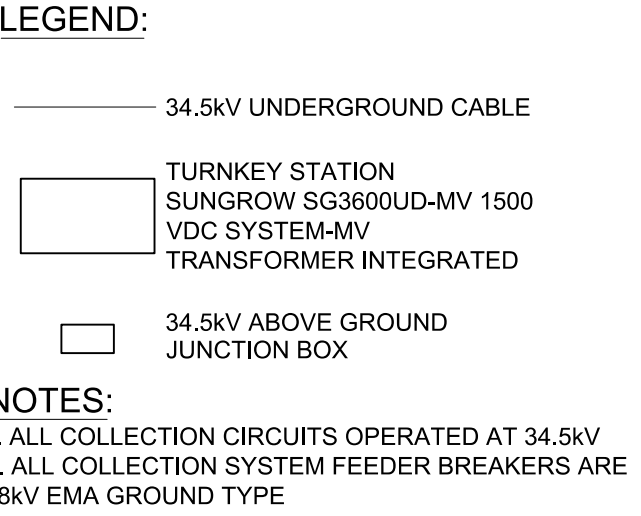 LEGEND:
34.5kV UNDERGROUND CABLE
TURNKEY STATION
SUNGROW SG3600UD-MV 1500
VDC SYSTEM-MV
TRANSFORMER INTEGRATED
34.5kV ABOVE GROUND
JUNCTION BOX
NOTES:
. ALL COLLECTION CIRCUITS OPERATED AT 34.5kV
. ALL COLLECTION SYSTEM FEEDER BREAKERS ARE
8kV EMA GROUND TYPE